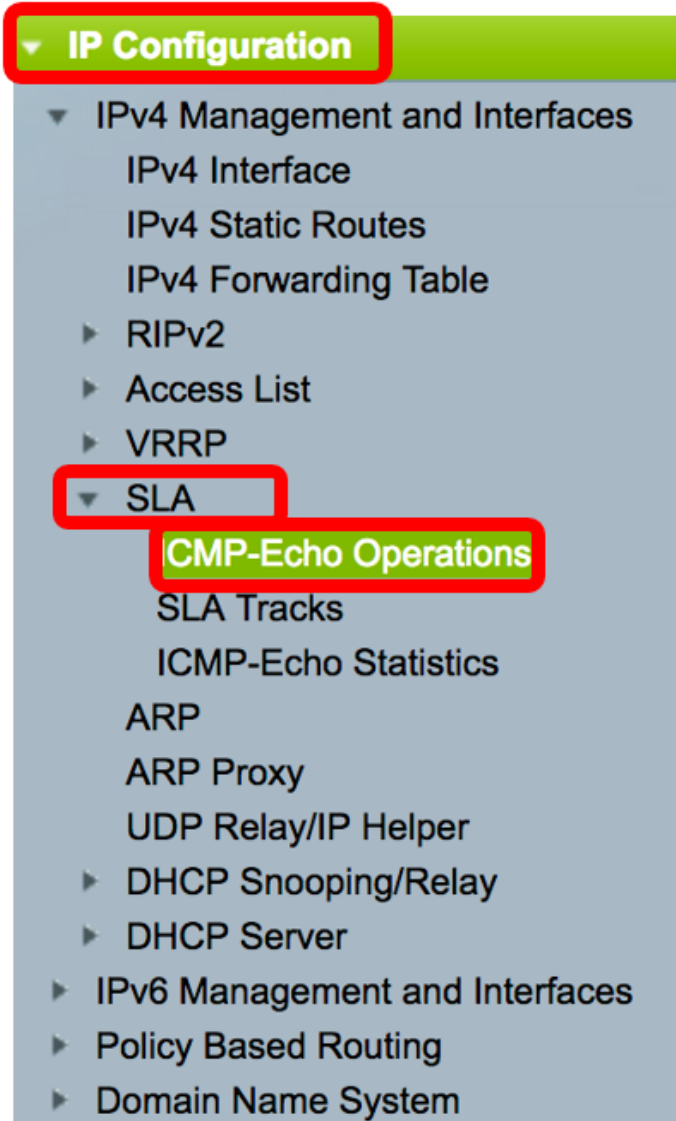 IP Configuration
IPv4 Management and Interfaces
IPv4 Interface
IPv4 Static Routes
IPv4 Forwarding Table
RIPv2
Access List
VRRP
SLA
ICMP-Echo Operations
SLA Tracks
ICMP-Echo Statistics
ARP
ARP Proxy
UDP Relay/IP Helper
DHCP Snooping/Relay
DHCP Server
IPv6 Management and Interfaces
Policy Based Routing
Domain Name System